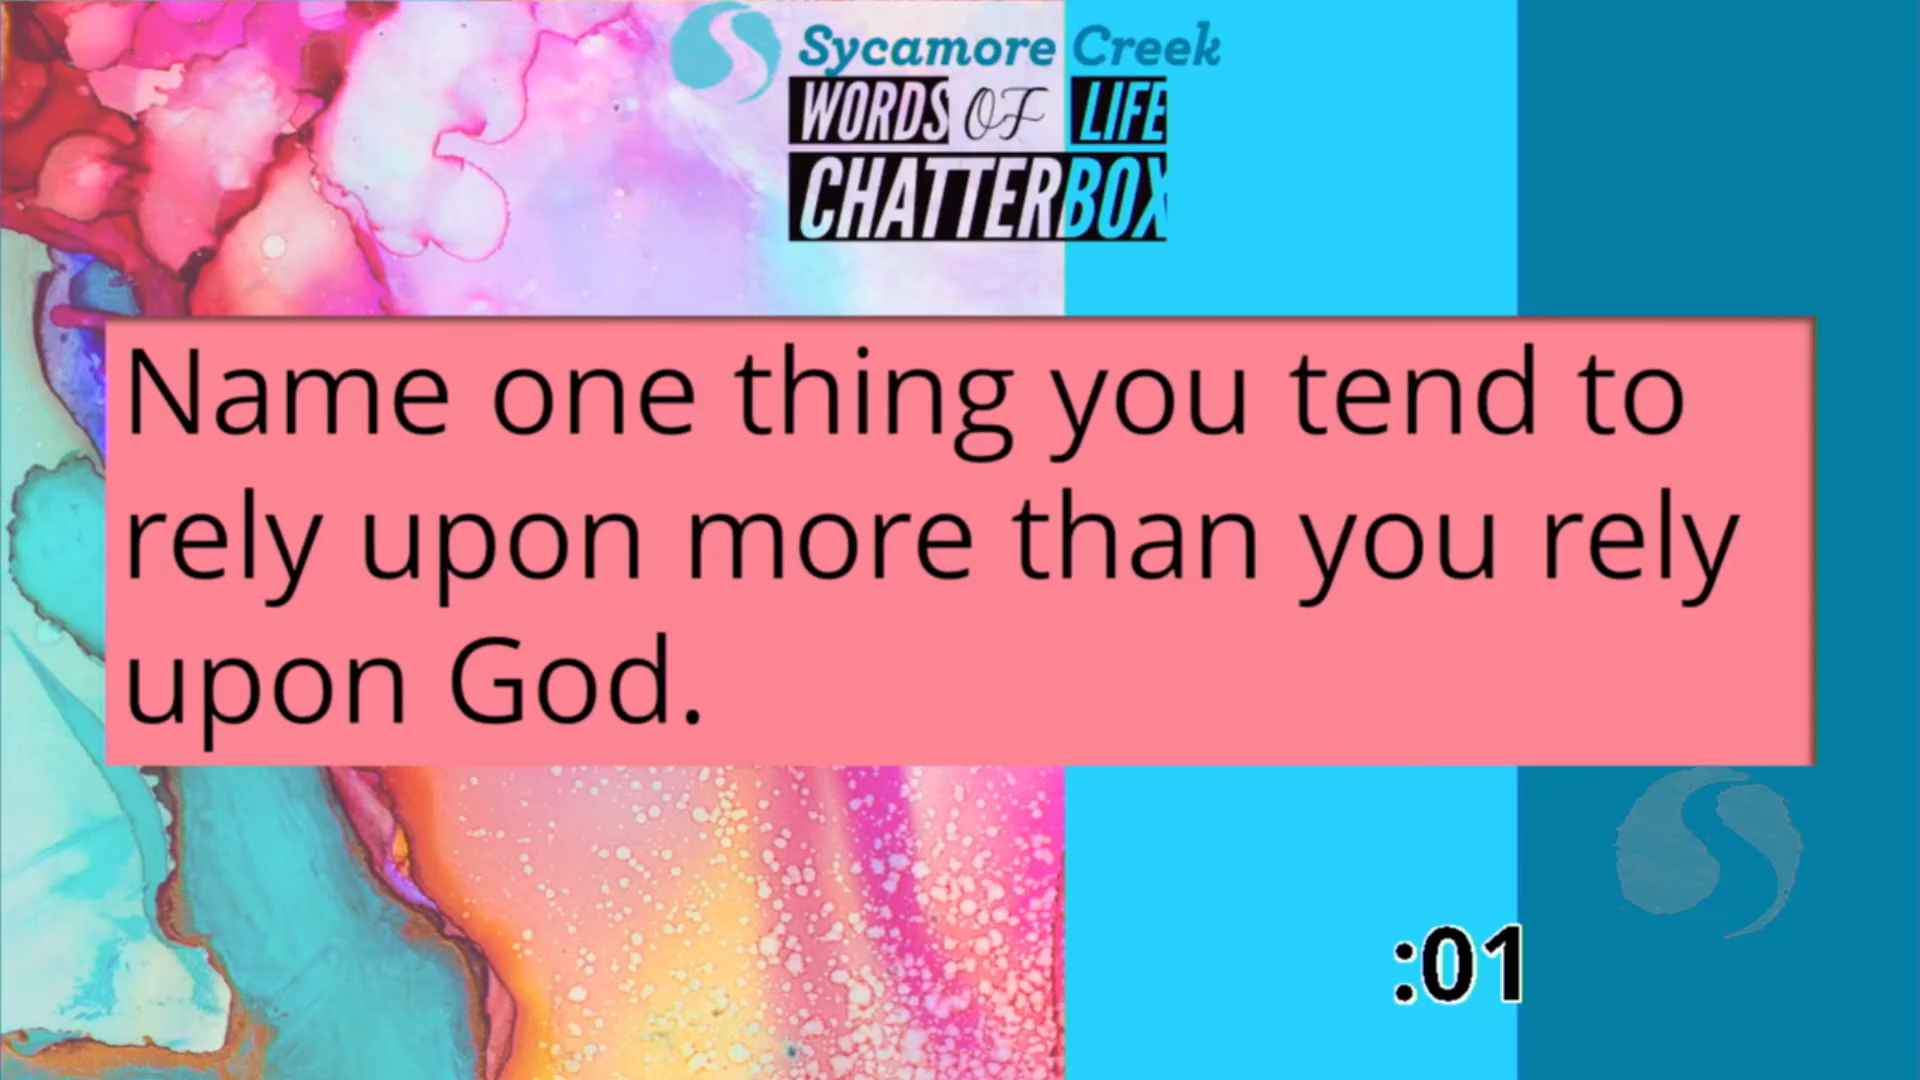 Sycamore Creek
WORDS OF LIFE
CHATTERBOX
Name one thing you tend to
rely upon more than you rely
upon God.
:01